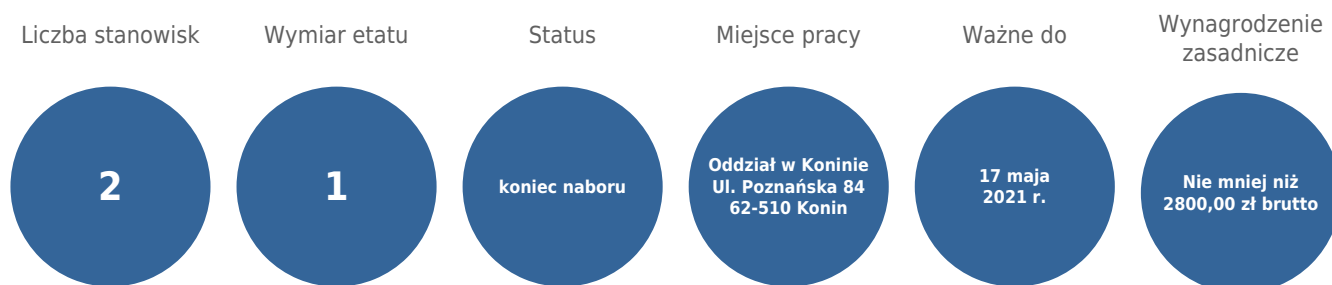 Liczba stanowisk
2
Wymiar etatu
1
Status
koniec naboru
Miejsce pracy
Oddział w Koninie
Ul. Poznańska 84
62-510 Konin
Ważne do
17 maja
2021 r.
Wynagrodzenie
zasadnicze
Nie mniej niż
2800,00 zł brutto